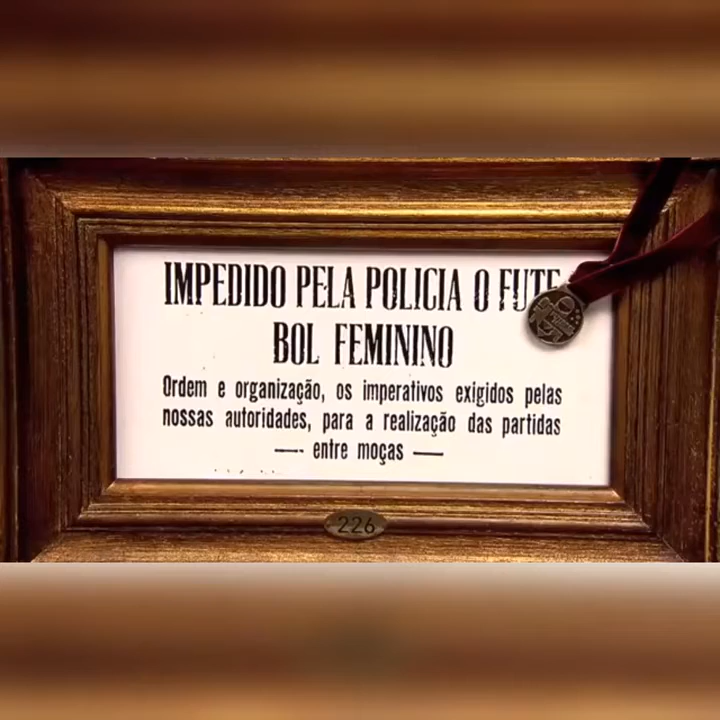 IMPEDIDO PELA POLICIA O FUTE
BOL FEMININO
Ordem e organização, os imperativos exigidos pelas
nossas autoridades, para a realização das partidas
—- entre moças —
226